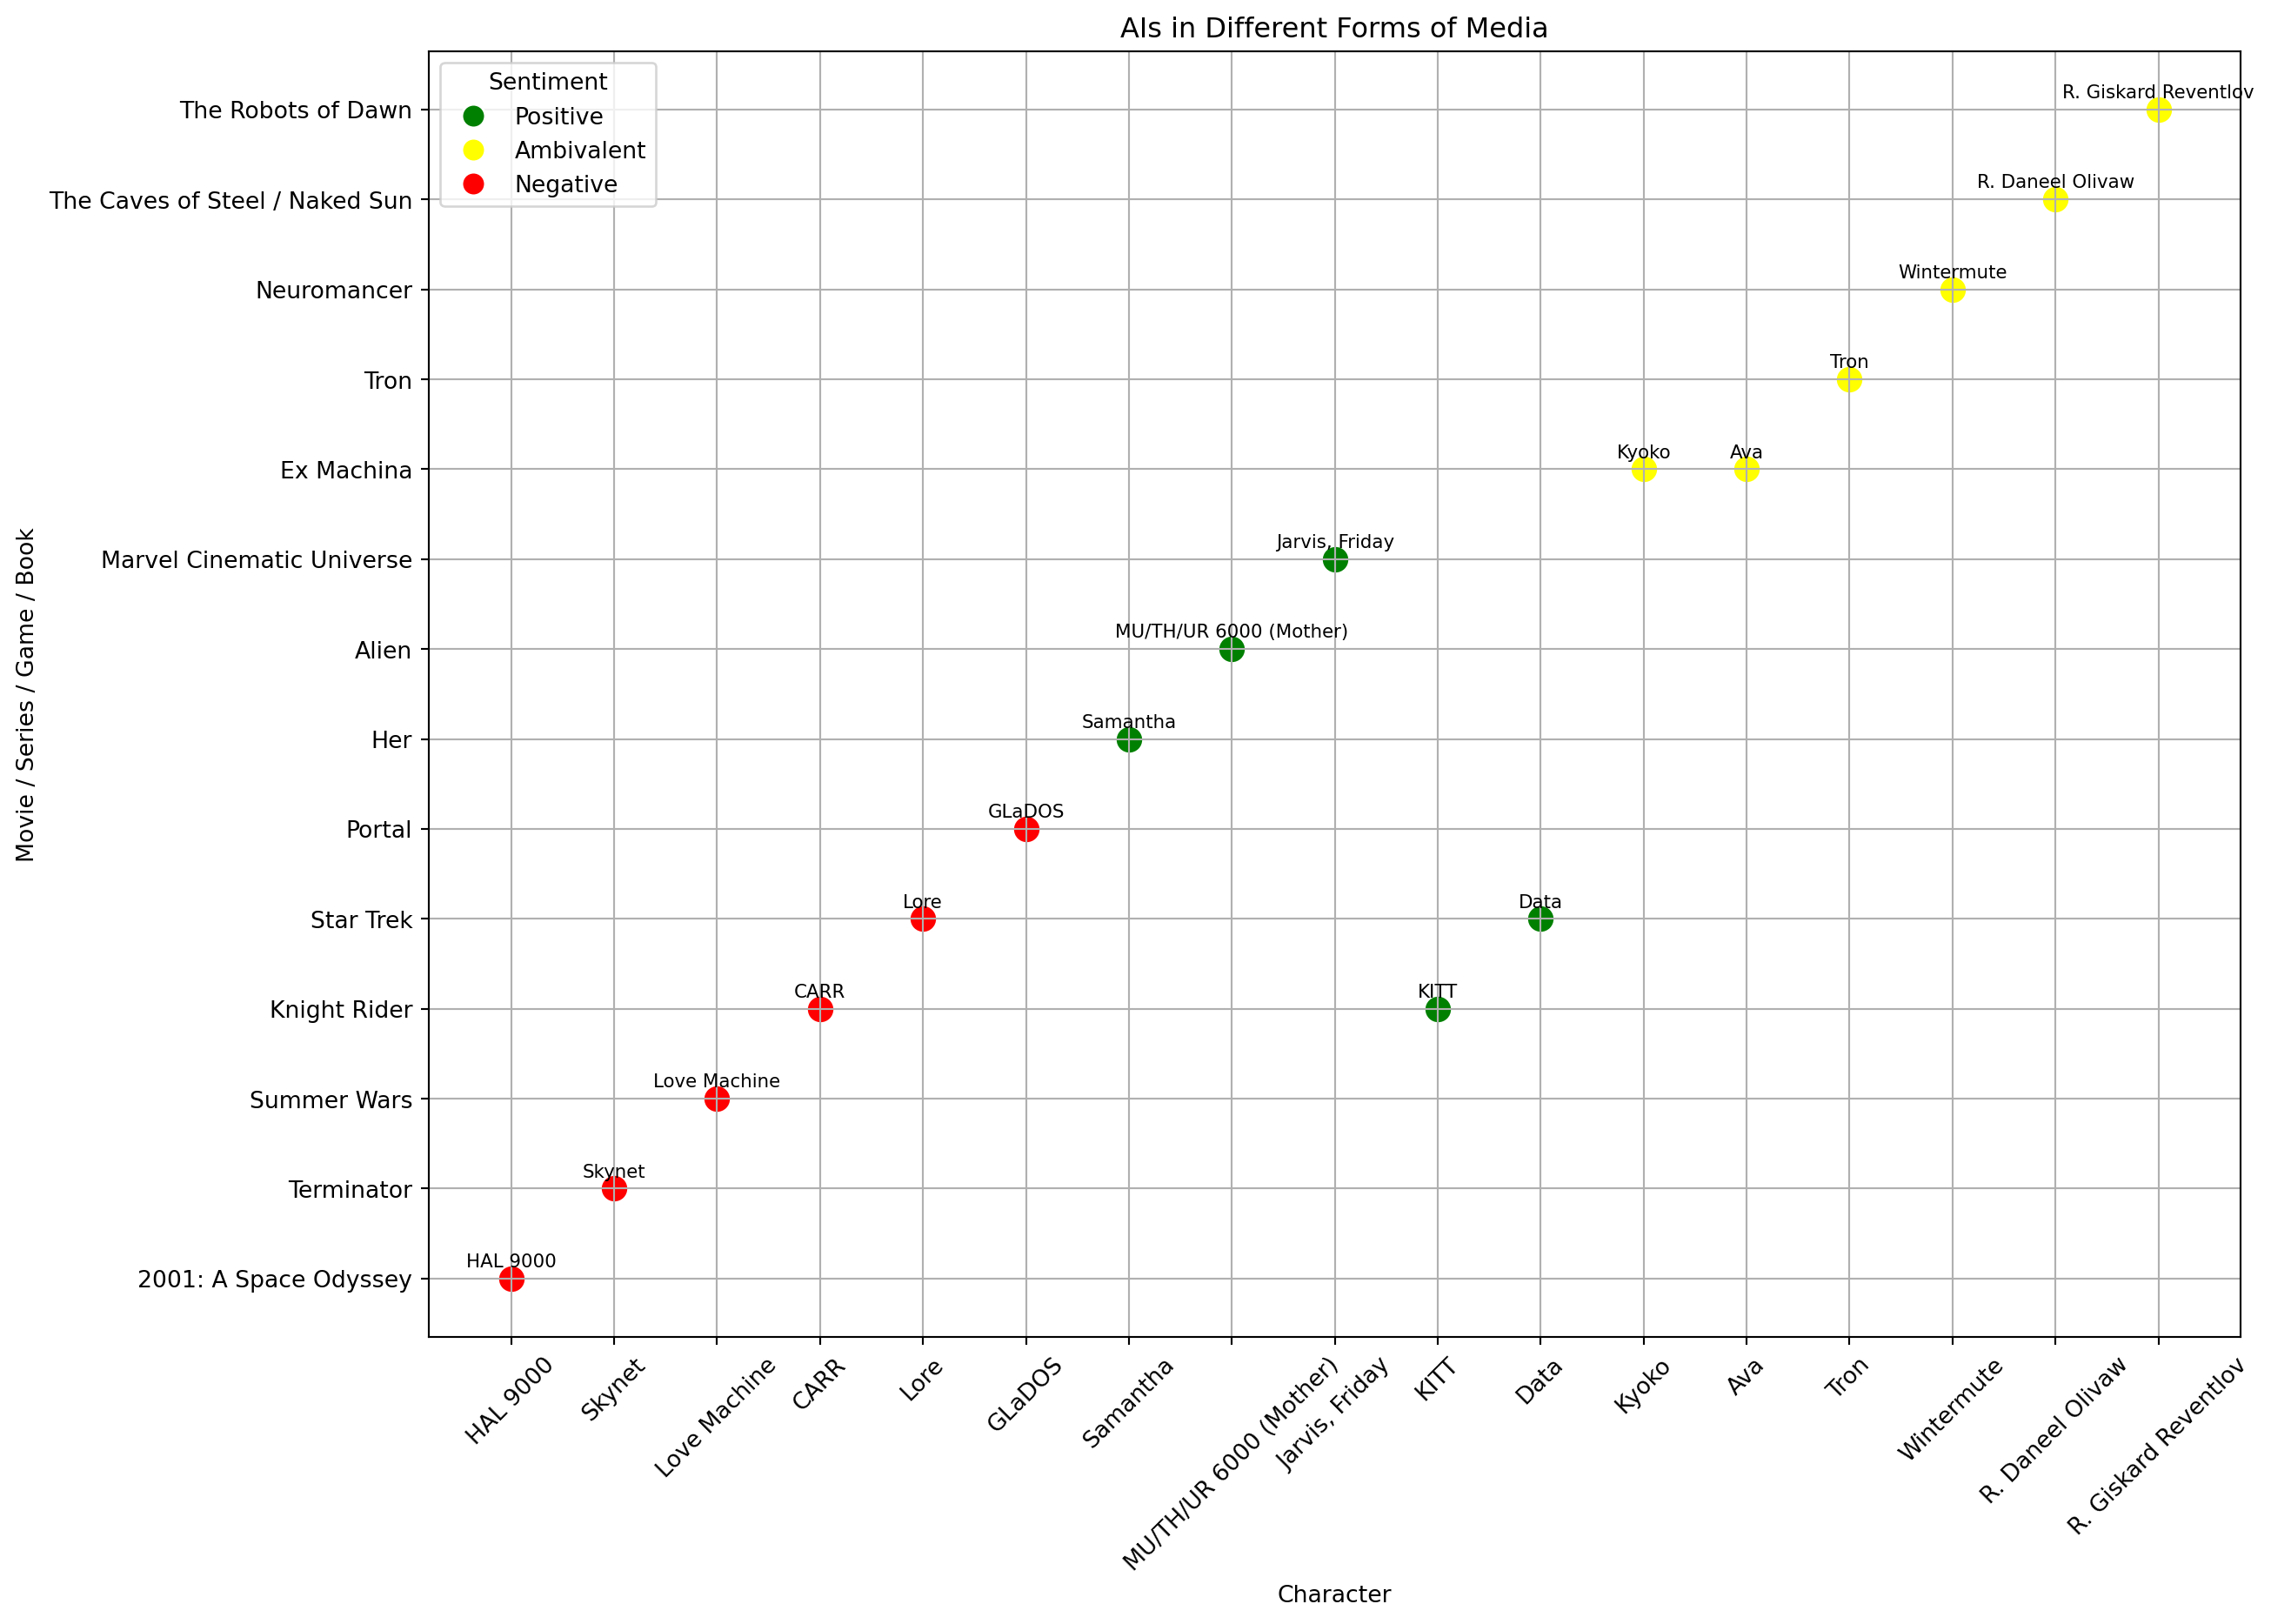 AIs in Different Forms of Media
Sentiment
Positive
Ambivalent
Negative
Movie / Series / Game / Book
The Robots of Dawn
The Caves of Steel / Naked Sun
Neuromancer
Tron
Ex Machina
Marvel Cinematic Universe
Alien
Her
Portal
Star Trek
Knight Rider
Summer Wars
Terminator
2001: A Space Odyssey
R. Giskard Reventlov
R. Daneel Olivaw
Wintermute
Tron
Kyoko
Ava
Jarvis, Friday
MU/TH/UR 6000 (Mother)
Samantha
GLaDOS
Lore
Data
CARR
KITT
Love Machine
Skynet
HAL 9000
HAL 9000
Skynet
Love Machine
CARR
Lore
GLaDOS
Samantha
MU/TH/UR 6000 (Mother)
Jarvis, Friday
KITT
Data
Kyoko
Ava
Tron
Wintermute
R. Daneel Olivaw
R. Giskard Reventlov
Character